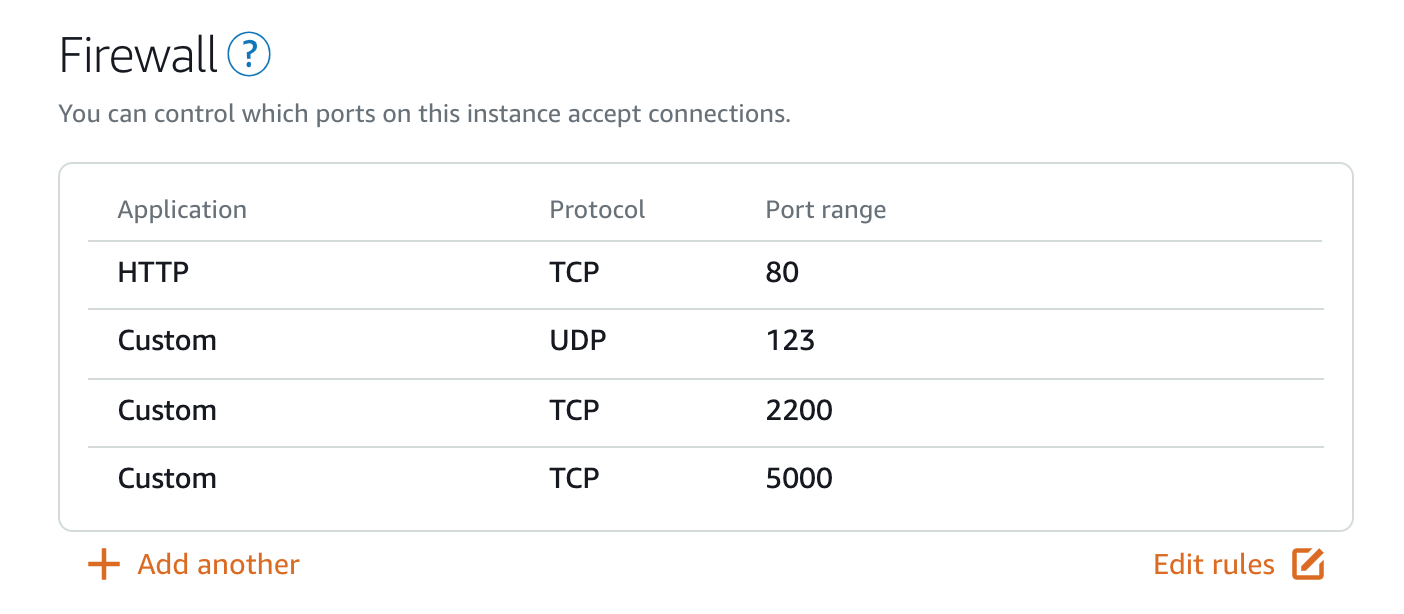 Firewall ?
You can control which ports on this instance accept connections.
Application Protocol Port range
HTTP TCP 80
Custom UDP 123
Custom TCP 2200
Custom TCP 5000
Add another Edit rules